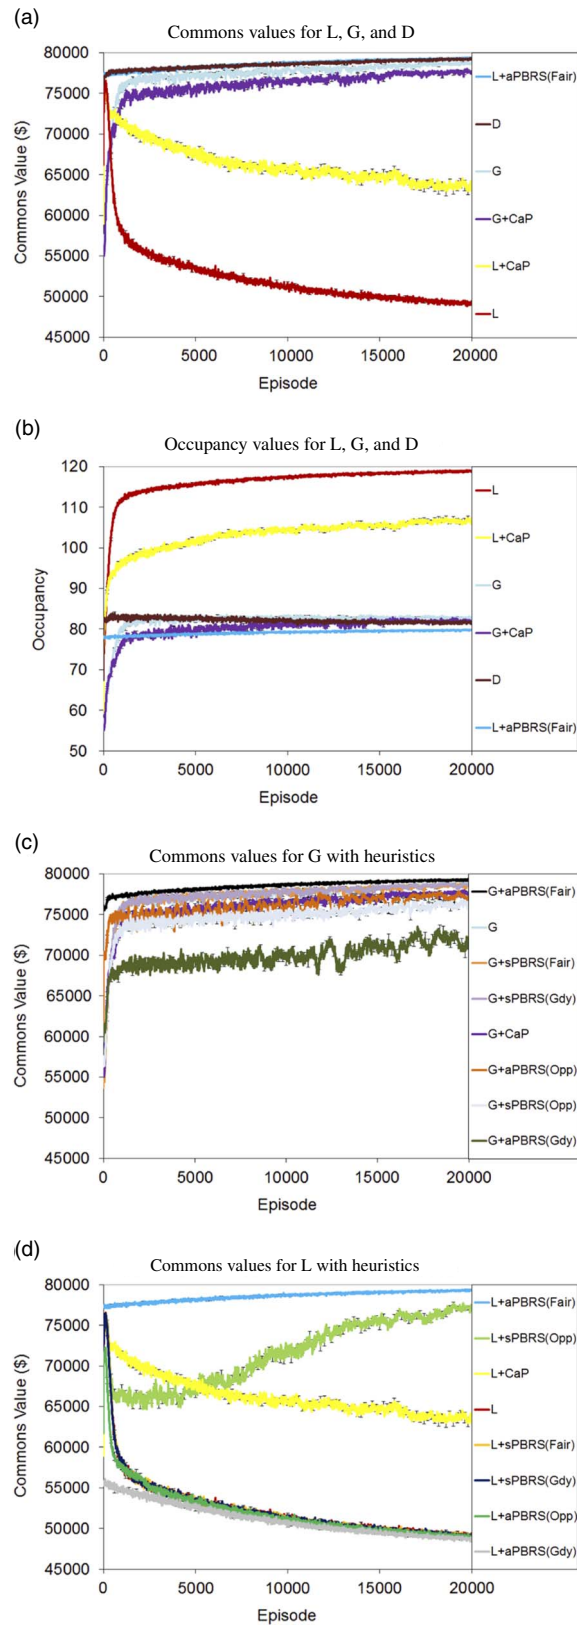 (a)
Commons values for L, G, and D
Commons Value ($)
80000
75000
70000
65000
60000
55000
50000
45000
0
5000
10000
15000
20000
Episode
L+aPBRS(Fair)
D
G
G+CaP
L+CaP
L
(b)
Occupancy values for L, G, and D
Occupancy
120
110
100
90
80
70
60
50
0
5000
10000
15000
20000
Episode
L
L+CaP
G
G+CaP
D
L+aPBRS(Fair)
(c)
Commons values for G with heuristics
Commons Value ($)
80000
75000
70000
65000
60000
55000
50000
45000
0
5000
10000
15000
20000
Episode
G+aPBRS(Fair)
G
G+sPBRS(Fair)
G+sPBRS(Gdy)
G+CaP
G+aPBRS(Opp)
G+sPBRS(Opp)
G+aPBRS(Gdy)
(d)
Commons values for L with heuristics
Commons Value ($)
80000
75000
70000
65000
60000
55000
50000
45000
0
5000
10000
15000
20000
Episode
L+aPBRS(Fair)
L+sPBRS(Opp)
L+CaP
L
L+sPBRS(Fair)
L+sPBRS(Gdy)
L+aPBRS(Opp)
L+aPBRS(Gdy)